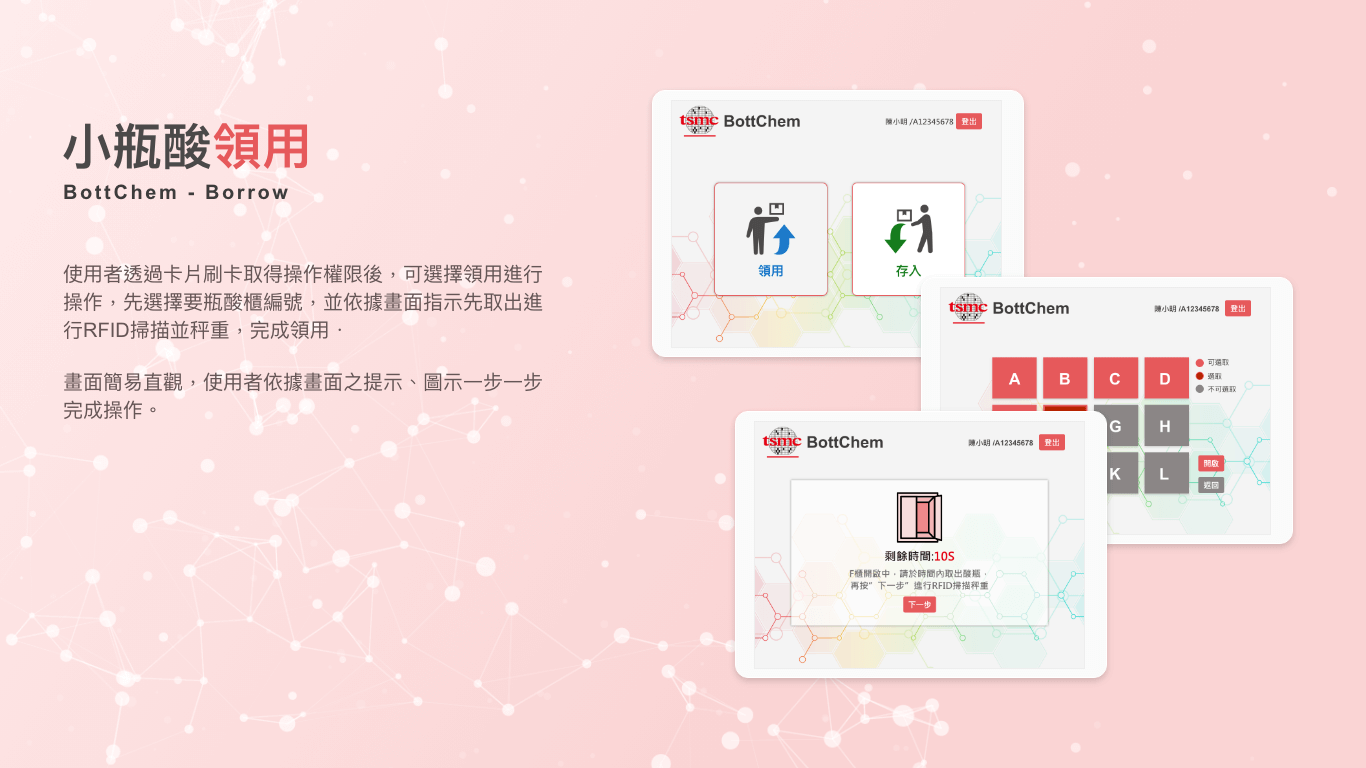 小瓶酸領用
BottChem - Borrow
使用者透過卡片刷卡取得操作權限後，可選擇領用進行
操作，先選擇要瓶酸櫃編號，並依據畫面指示先取出進
行RFID掃描並秤重，完成領用．
畫面簡易直觀，使用者依據畫面之提示、圖示一步一步
完成操作。
tsmc BottChem 陳小明 /A12345678 登出
領用 存入
tsmc BottChem 陳小明 /A12345678 登出
A B C D
可選取
選取
不可選取
G H
K L
開啟
返回
tsmc BottChem 陳小明 /A12345678 登出
剩餘時間:10S
F櫃開啟中，請於時間內取出酸瓶，
再按”下一步”進行RFID掃描秤重
下一步